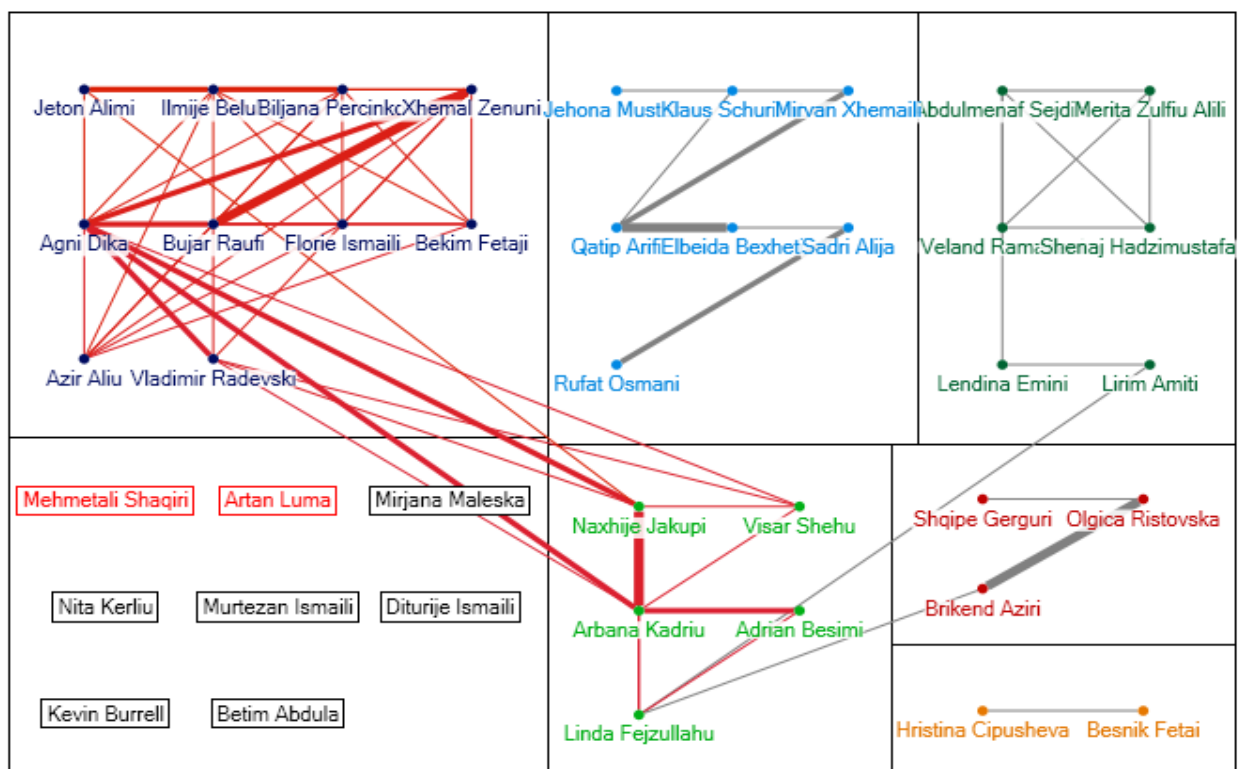 Jeton Alimi
Ilmije Belul
Biljana Percinko
Xhemal Zenuni
Jehona Must
Klaus Schuri
Mirvan Xhemaili
Abdulmenaf Sejdi
Merita Zulfiu Alili
Agni Dika
Bujar Raufi
Florie Ismaili
Bekim Fetaji
Qatip Arifi
Elbeida Bexhet
Sadri Alija
Veland Rama
Shenaj Hadzimustafa
Azir Aliu
Vladimir Radevski
Rufat Osmani
Lendina Emini
Lirim Amiti
Mehmetali Shaqiri
Artan Luma
Mirjana Maleska
Naxhije Jakupi
Visar Shehu
Shqipe Gerguri
Olgica Ristovska
Nita Kerliu
Murtezan Ismaili
Diturije Ismaili
Arbana Kadriu
Adrian Besimi
Brikend Aziri
Kevin Burrell
Betim Abdula
Linda Fejzullahu
Hristina Cipusheva
Besnik Fetai